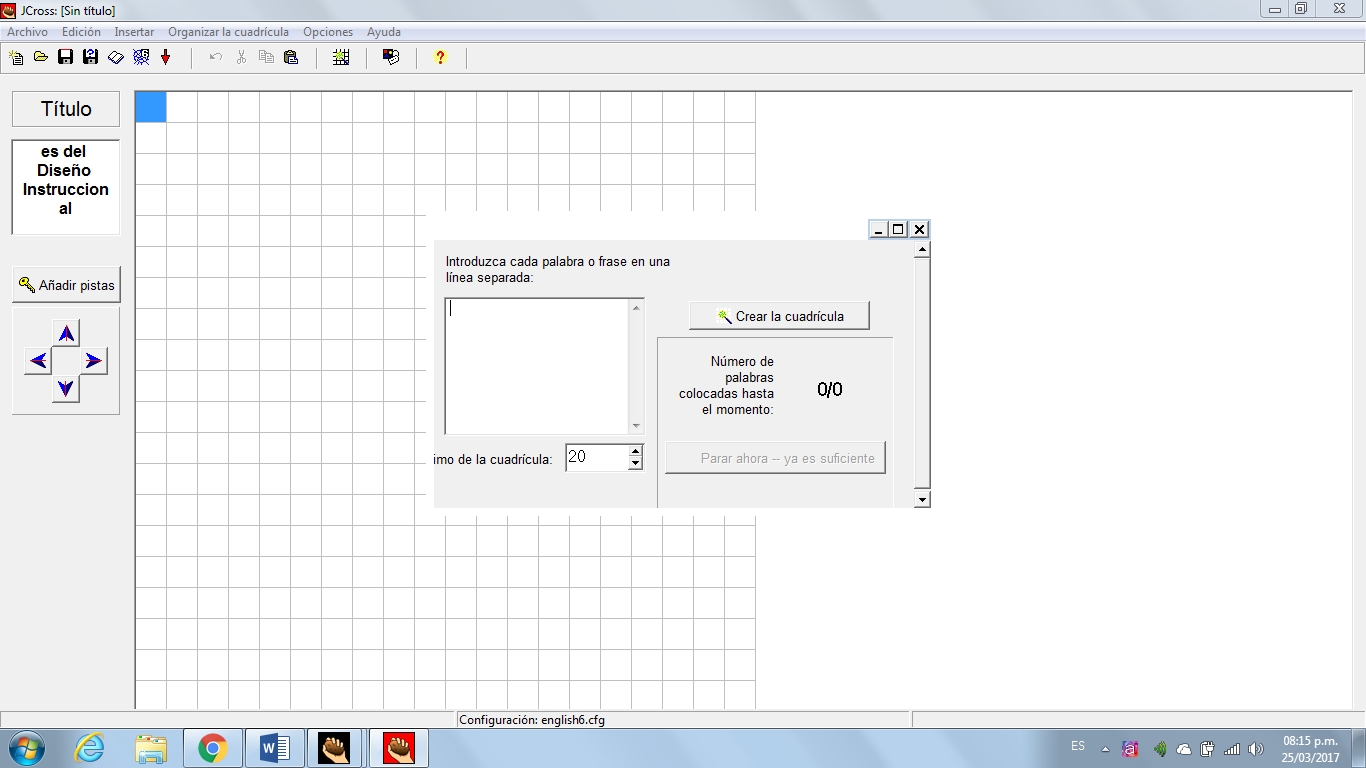 JCross: [Sin título]
Archivo Edición Insertar Organizar la cuadrícula Opciones Ayuda
Título
es del
Diseño
Instruccion
al
Añadir pistas
Introduzca cada palabra o frase en una
línea separada:
Crear la cuadrícula
Número de
palabras
colocadas hasta
el momento:
0/0
imo de la cuadrícula:
20
Parar ahora -- ya es suficiente
Configuración: english6.cfg
ES
08:15 p.m.
25/03/2017